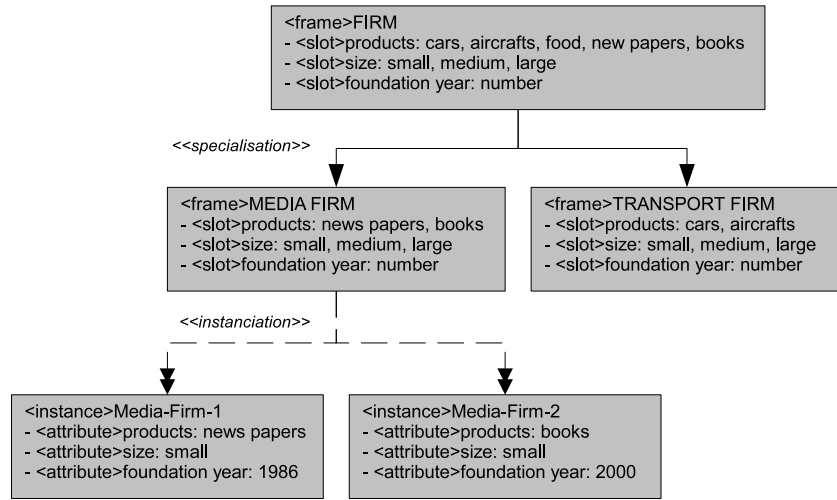 <frame>FIRM
- <slot>products: cars, aircrafts, food, new papers, books
- <slot>size: small, medium, large
- <slot>foundation year: number
<<specialisation>>
<frame>MEDIA FIRM
- <slot>products: news papers, books
- <slot>size: small, medium, large
- <slot>foundation year: number
<frame>TRANSPORT FIRM
- <slot>products: cars, aircrafts
- <slot>size: small, medium, large
- <slot>foundation year: number
<<instanciation>>
<instance>Media-Firm-1
- <attribute>products: news papers
- <attribute>size: small
- <attribute>foundation year: 1986
<instance>Media-Firm-2
- <attribute>products: books
- <attribute>size: small
- <attribute>foundation year: 2000